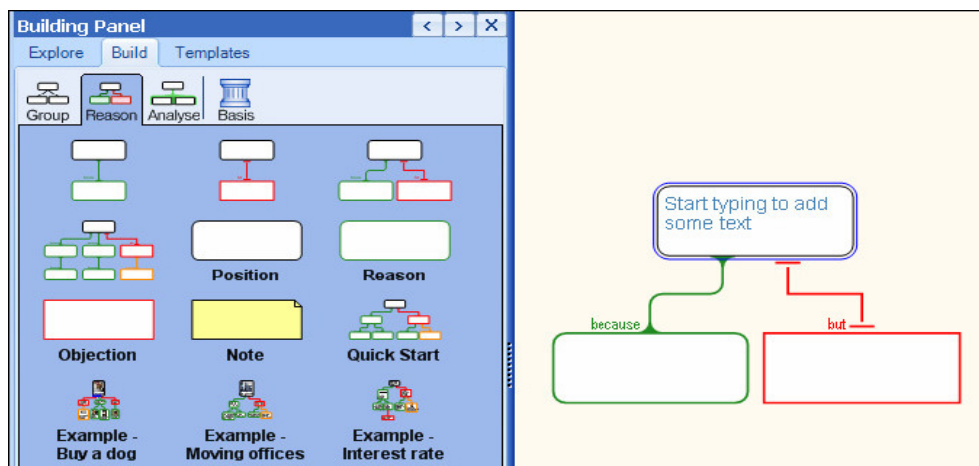 Building Panel
Explore Build Templates
Group Reason Analyse Basis
Position Reason
Objection Note Quick Start
Example - Example - Example -
Buy a dog Moving offices Interest rate
Start typing to add
some text
because but